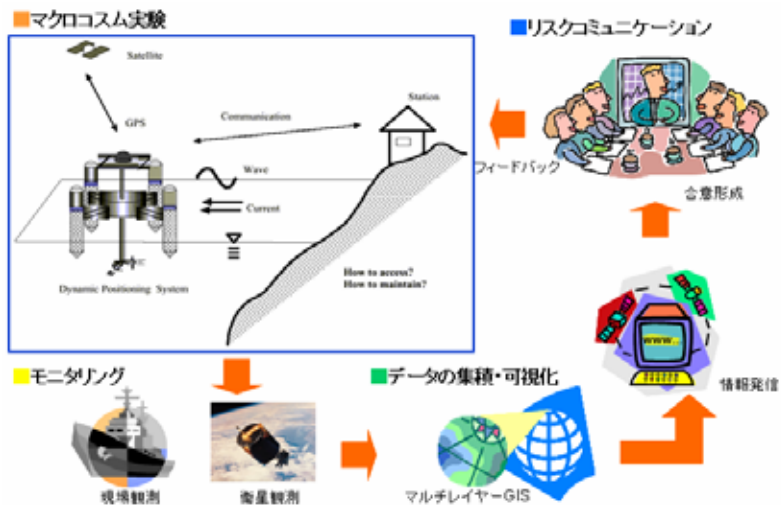 ■マクロコスム実験
Satellite
GPS
Communication
Station
Wave
Current
Dynamic Positioning System
How to access?
How to maintain?
■リスクコミュニケーション
フィードバック
合意形成
WWW..
情報発信
■モニタリング
現場観測
衛星観測
■データの集積・可視化
マルチレイヤーGIS